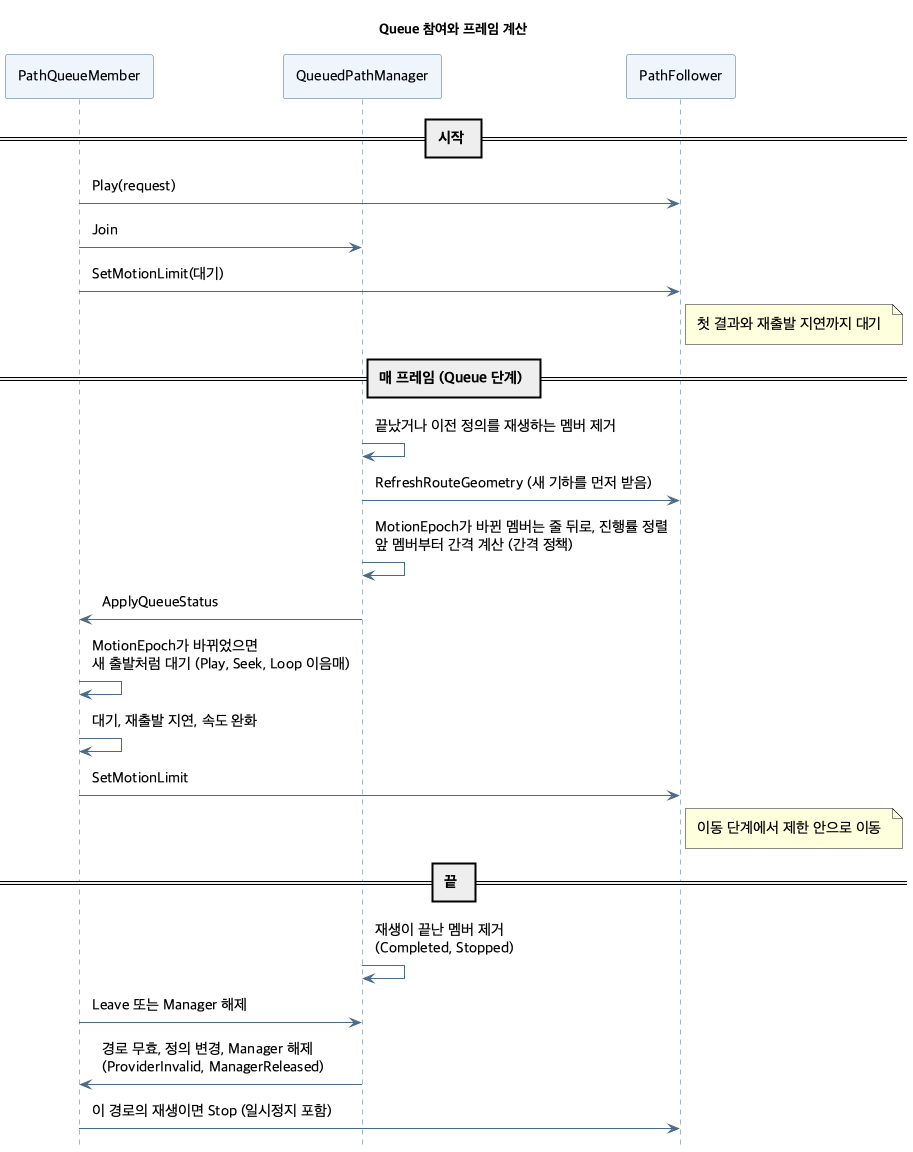 Queue 참여와 프레임 계산
PathQueueMember
QueuedPathManager
PathFollower
시작
Play(request)
Join
SetMotionLimit(대기)
첫 결과와 재출발 지연까지 대기
매 프레임 (Queue 단계)
끝났거나 이전 정의를 재생하는 멤버 제거
RefreshRouteGeometry (새 기하를 먼저 받음)
MotionEpoch가 바뀐 멤버는 줄 뒤로, 진행률 정렬
앞 멤버부터 간격 계산 (간격 정책)
ApplyQueueStatus
MotionEpoch가 바뀌었으면
새 출발처럼 대기 (Play, Seek, Loop 이음매)
대기, 재출발 지연, 속도 완화
SetMotionLimit
이동 단계에서 제한 안으로 이동
끝
재생이 끝난 멤버 제거
(Completed, Stopped)
Leave 또는 Manager 해제
경로 무효, 정의 변경, Manager 해제
(ProviderInvalid, ManagerReleased)
이 경로의 재생이면 Stop (일시정지 포함)